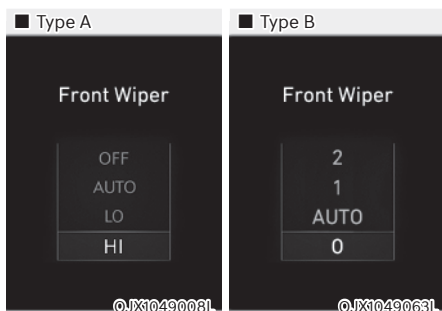 ■ Type A
Front Wiper
OFF
AUTO
LO
HI
OJX1049008L
■ Type B
Front Wiper
2
1
AUTO
0
OJX1049063L